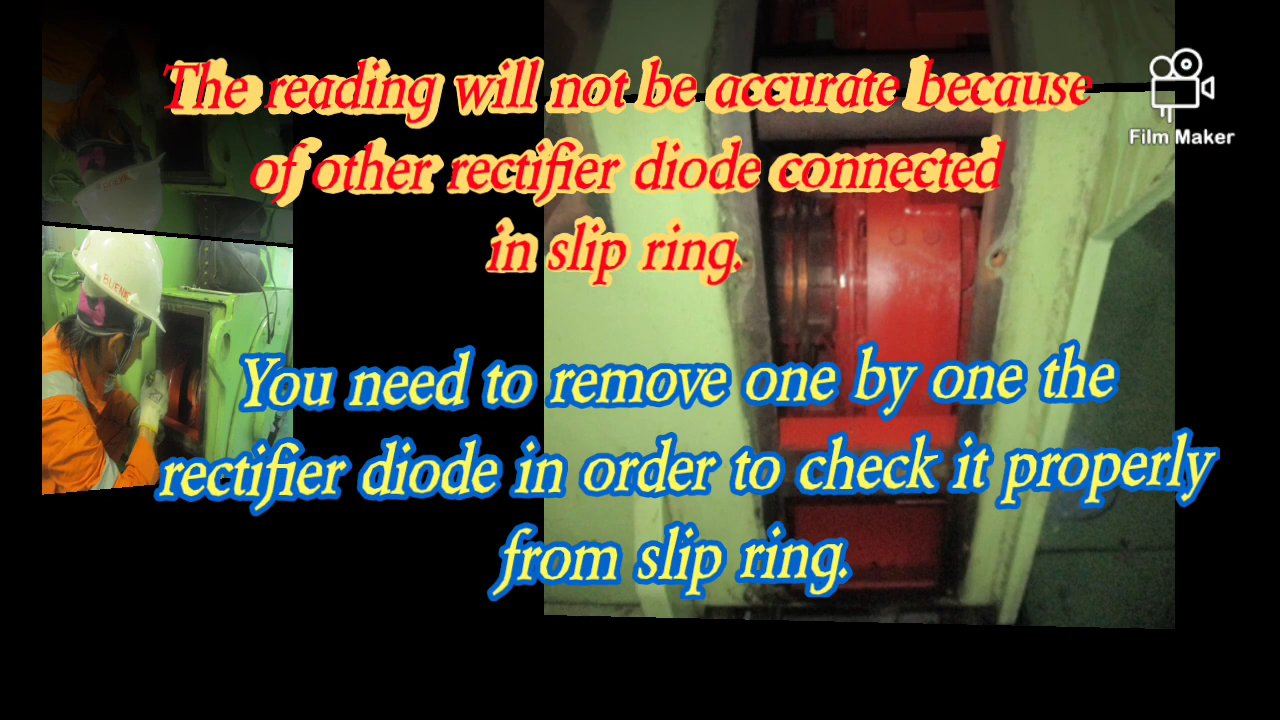 The reading will not be accurate because
of other rectifier diode connected
in slip ring.
Film Maker
You need to remove one by one the
rectifier diode in order to check it properly
from slip ring.
BUENO